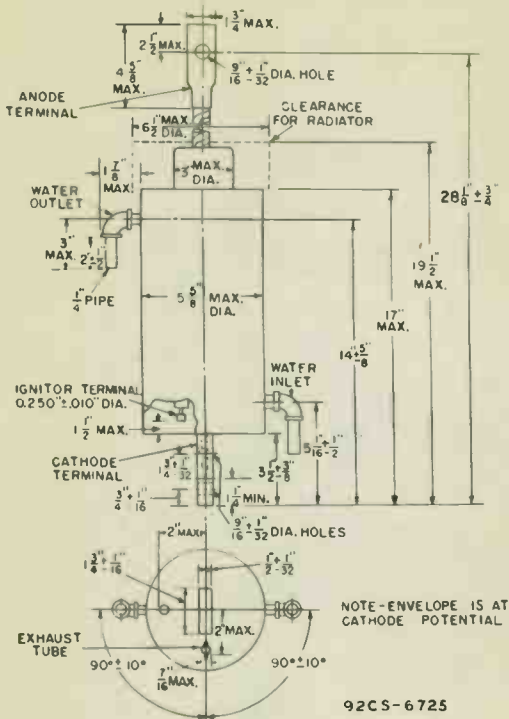 1 3/4" MAX.
2 1/2" MAX.
4 5/8" MAX.
9/16" ± 1/32" DIA. HOLE
ANODE TERMINAL
CLEARANCE FOR RADIATOR
6 1/2" MAX. DIA.
3" MAX. DIA.
1 7/8" MAX.
WATER OUTLET
28 1/8" ± 3/4"
3" MAX.
2" ± 1/2"
19 1/2" MAX.
1/4" PIPE
5 5/8" MAX. DIA.
17" MAX.
14" ± 5/8"
IGNITOR TERMINAL
0.250" ± .010" DIA.
WATER INLET
1 1/2" MAX.
5 1/16" ± 1/2"
CATHODE TERMINAL
1 3/4" ± 1/32"
3 1/2" ± 3/8"
3/4" ± 1/16"
1 1/4" MIN.
9/16" ± 1/32" DIA. HOLES
2" MAX.
1 3/4" ± 1/16"
1/2" ± 1/32"
NOTE-ENVELOPE IS AT
CATHODE POTENTIAL
2" MAX.
EXHAUST TUBE
90° ± 10°
7/16" MAX.
90° ± 10°
92CS-6725